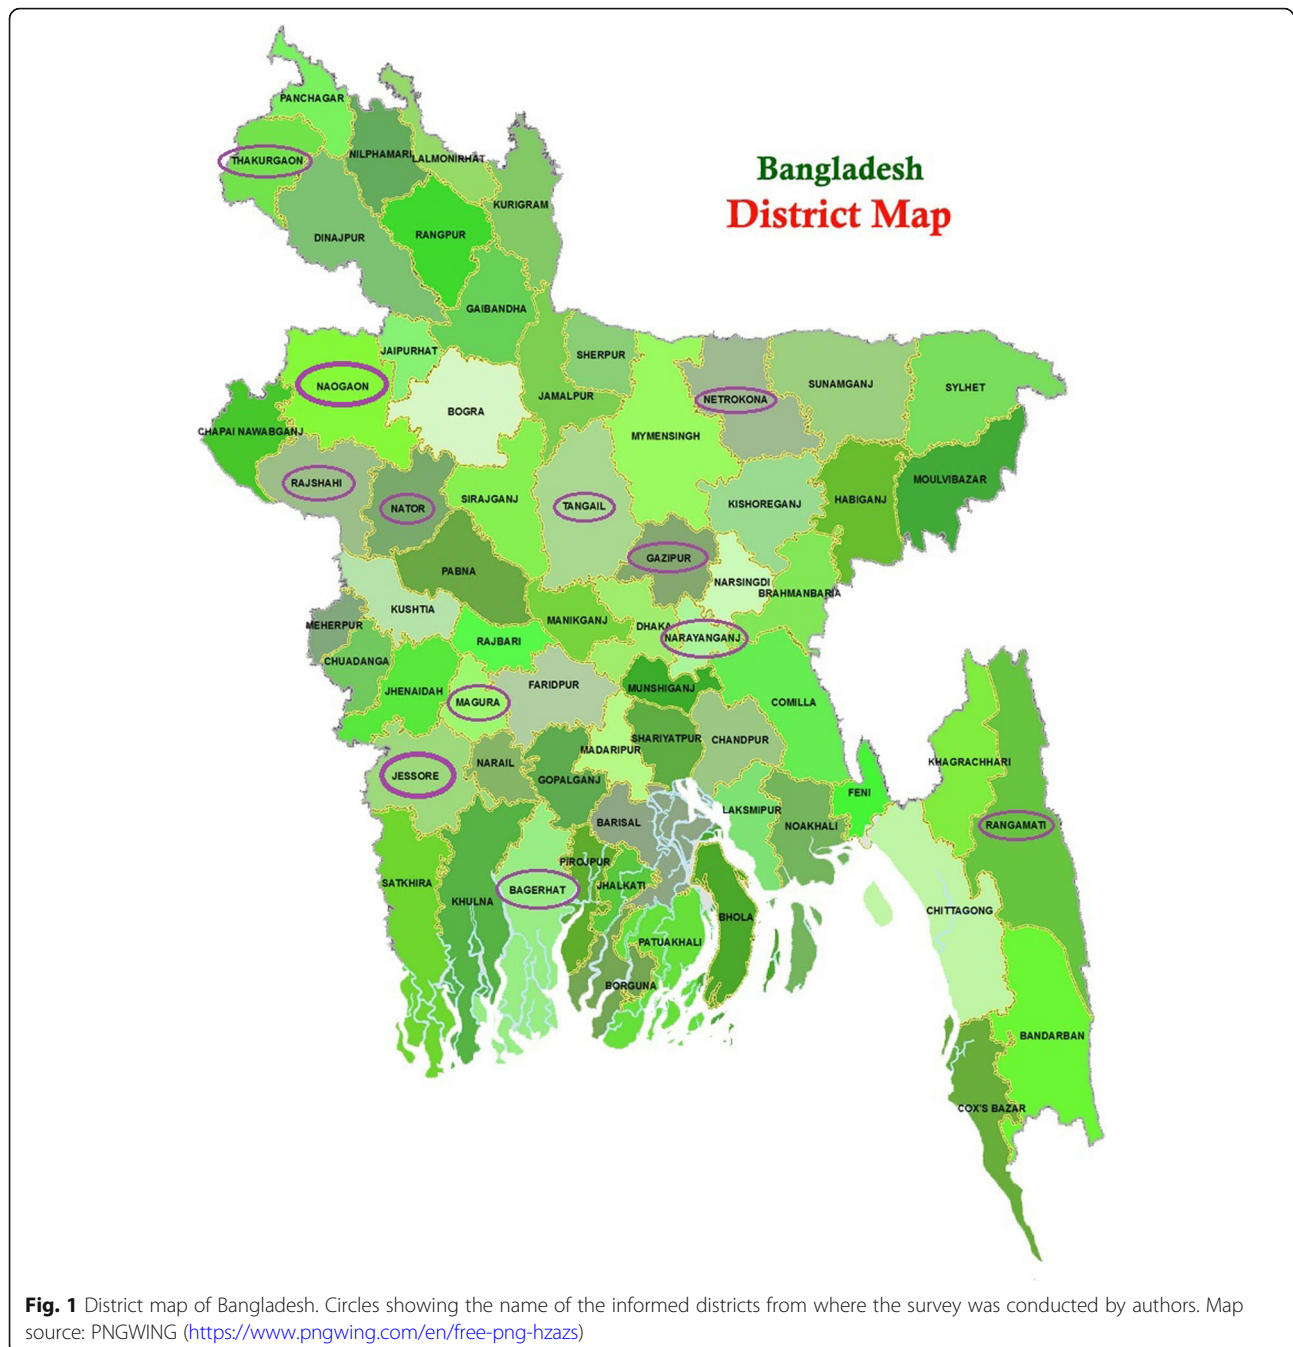 PANCHAGAR
THAKURGAON
NILPHAMARI
LALMONIRHAT
Bangladesh
District Map
KURIGRAM
DINAJPUR
RANGPUR
GAIBANDHA
JAIPURHAT
SHERPUR
NAOGAON
SUNAMGANJ
SYLHET
NETROKONA
JAMALPUR
BOGRA
CHAPAI NAWABGANJ
MYMENSINGH
RAJSHAHI
MOULVIBAZAR
SIRAJGANJ
HABIGANJ
NATOR
TANGAIL
KISHOREGANJ
GAZIPUR
PABNA
NARSINGDI
BRAHMANBARIA
KUSHTIA
MEHERPUR
MANIKGANJ
DHAKA
NARAYANGANJ
RAJBARI
CHUADANGA
JHENAIDAH
FARIDPUR
MUNSHIGANJ
MAGURA
COMILLA
SHARIYATPUR
CHANDPUR
MADARIPUR
KHAGRACHHARI
NARAIL
JESSORE
GOPALGANJ
FENI
LAKSMIPUR
BARISAL
NOAKHALI
RANGAMATI
PIROJPUR
SATKHIRA
JHALKATI
BAGERHAT
KHULNA
CHITTAGONG
BHOLA
PATUAKHALI
BORGUNA
BANDARBAN
COX'S BAZAR
Fig. 1 District map of Bangladesh. Circles showing the name of the informed districts from where the survey was conducted by authors. Map
source: PNGWING (https://www.pngwing.com/en/free-png-hzazs)